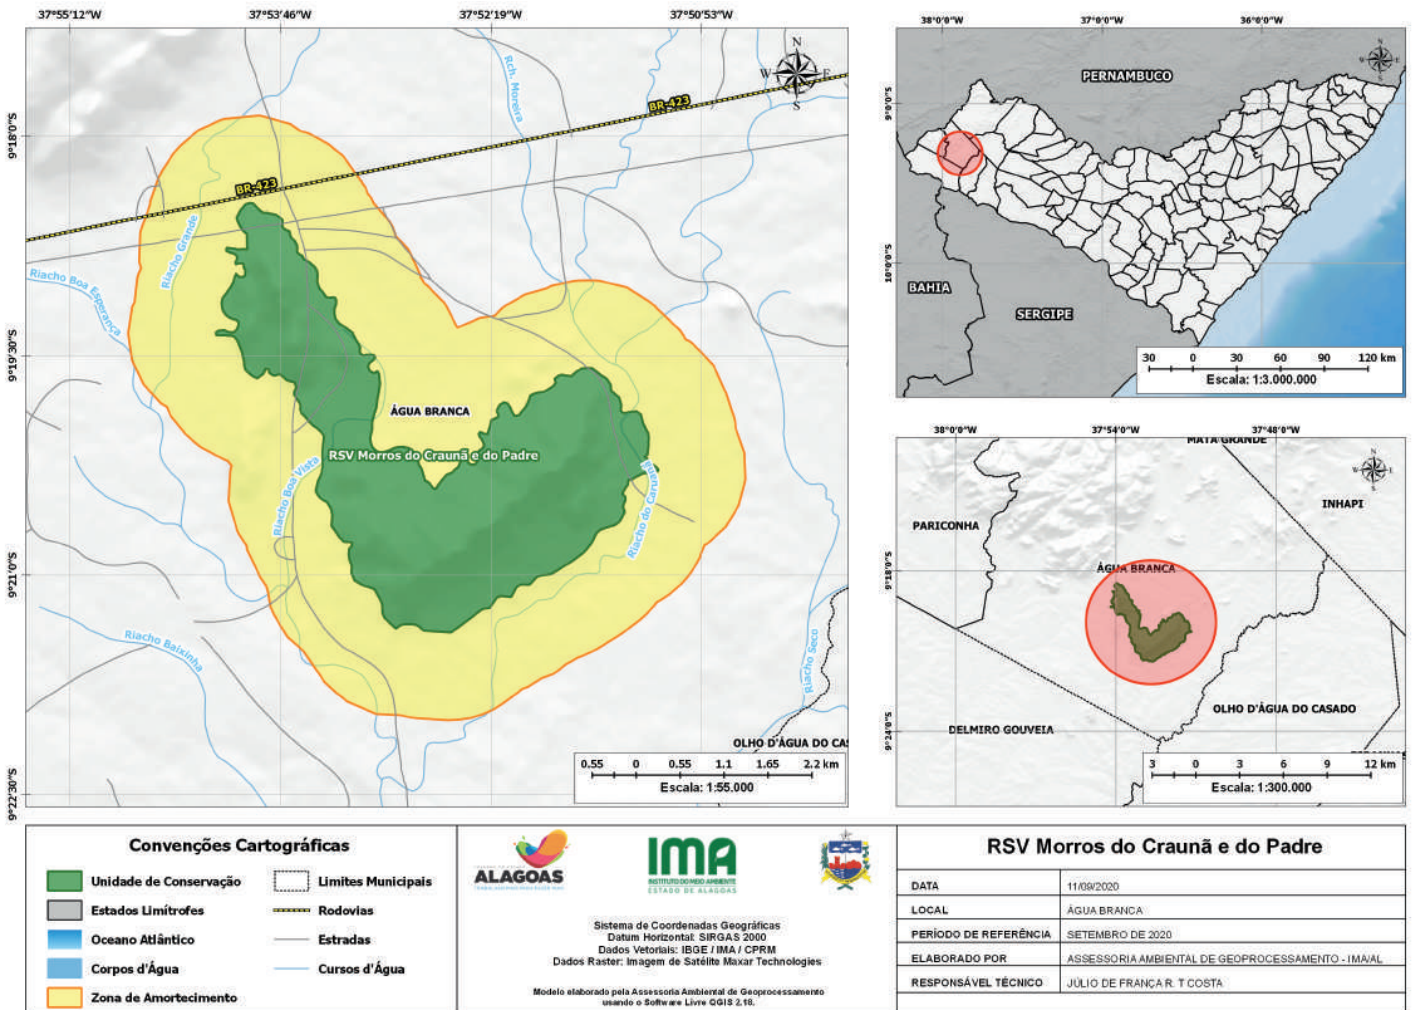 37°55'12"W
37°53'46"W
37°52'19"W
37°50'53"W
9°18'0"S
9°19'30"S
9°21'0"S
9°22'30"S
N
W
E
S
BR-423
BR-423
Rch. Moreira
Riacho Grande
Riacho Boa Esperança
ÁGUA BRANCA
RSV Morros do Craunã e do Padre
Riacho Boa Vista
Riacho do Caruenguei
Riacho Baixinha
Riacho Seco
OLHO D'ÁGUA DO CAS
0.55 0 0.55 1.1 1.65 2.2 km
Escala: 1:55.000
38°0'0"W
37°0'0"W
36°0'0"W
9°0'0"S
10°0'0"S
N
W
E
S
PERNAMBUCO
BAHIA
SERGIPE
30 0 30 60 90 120 km
Escala: 1:3.000.000
38°0'0"W
37°54'0"W
37°48'0"W
9°18'0"S
9°24'0"S
N
W
E
S
MATA GRANDE
INHAPI
PARICONHA
ÁGUA BRANCA
OLHO D'ÁGUA DO CASADO
DELMIRO GOUVEIA
3 0 3 6 9 12 km
Escala: 1:300.000
Convenções Cartográficas
Unidade de Conservação
Limites Municipais
Estados Limítrofes
Rodovias
Oceano Atlântico
Estradas
Corpos d'Água
Cursos d'Água
Zona de Amortecimento
ALAGOAS
IMA
INSTITUTO DO MEIO AMBIENTE
ESTADO DE ALAGOAS
Sistema de Coordenadas Geográficas
Datum Horizontal: SIRGAS 2000
Dados Vetoriais: IBGE / IMA / CPRM
Dados Raster: Imagem de Satélite Maxar Technologies
Modelo elaborado pela Assessoria Ambiental de Geoprocessamento
usando o Software Livre QGIS 2.18.
RSV Morros do Craunã e do Padre
DATA 11/09/2020
LOCAL ÁGUA BRANCA
PERÍODO DE REFERÊNCIA SETEMBRO DE 2020
ELABORADO POR ASSESSORIA AMBIENTAL DE GEOPROCESSAMENTO - IMA/AL
RESPONSÁVEL TÉCNICO JÚLIO DE FRANÇA R. T COSTA